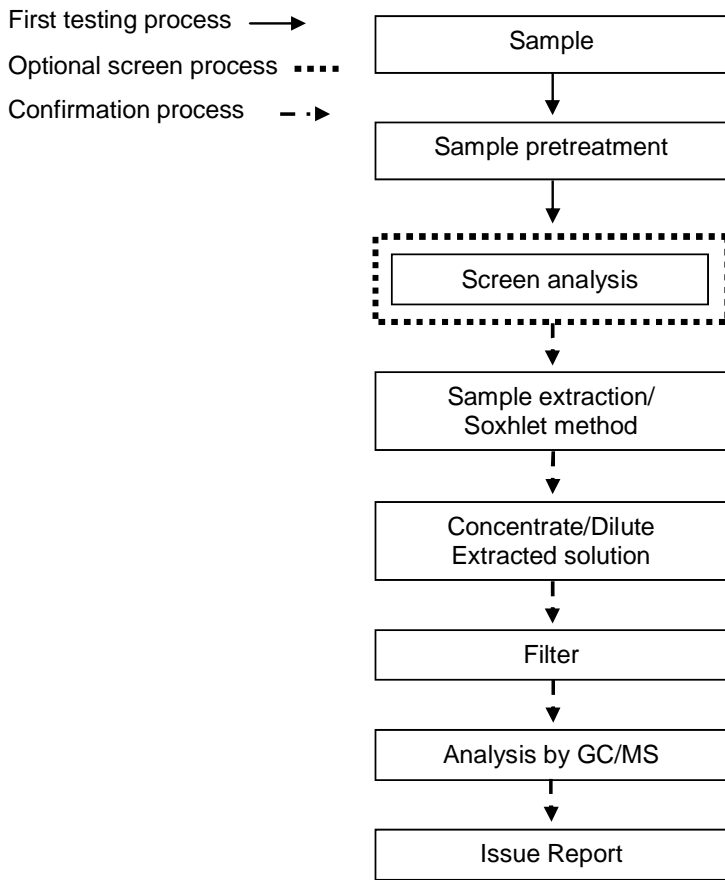 First testing process
Optional screen process
Confirmation process
Sample
Sample pretreatment
Screen analysis
Sample extraction/
Soxhlet method
Concentrate/Dilute
Extracted solution
Filter
Analysis by GC/MS
Issue Report